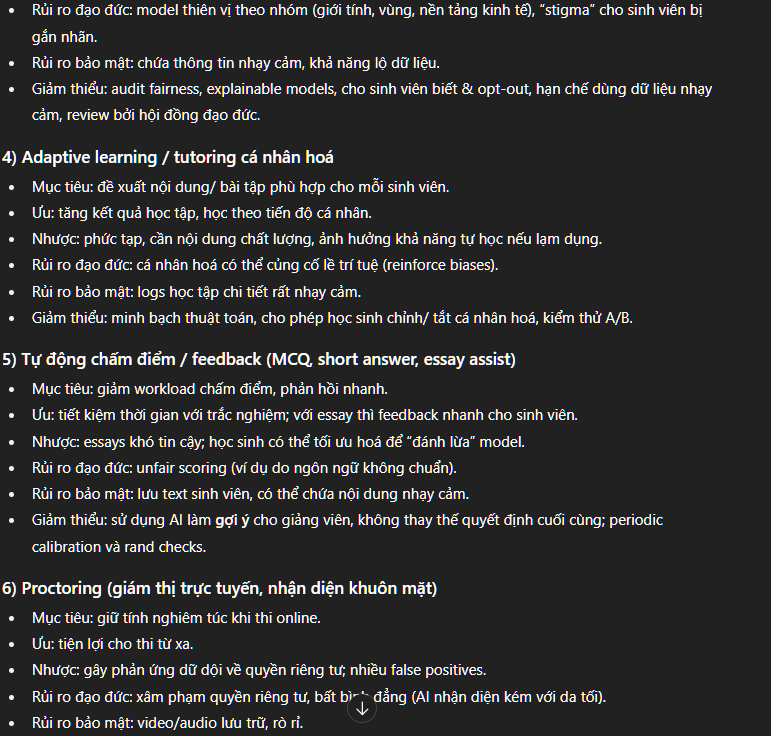 • Rủi ro đạo đức: model thiên vị theo nhóm (giới tính, vùng, nền tảng kinh tế), “stigma” cho sinh viên bị
gắn nhãn.
• Rủi ro bảo mật: chứa thông tin nhạy cảm, khả năng lộ dữ liệu.
• Giảm thiểu: audit fairness, explainable models, cho sinh viên biết & opt-out, hạn chế dùng dữ liệu nhạy
cảm, review bởi hội đồng đạo đức.
4) Adaptive learning / tutoring cá nhân hoá
• Mục tiêu: đề xuất nội dung/ bài tập phù hợp cho mỗi sinh viên.
• Ưu: tăng kết quả học tập, học theo tiến độ cá nhân.
• Nhược: phức tạp, cần nội dung chất lượng, ảnh hưởng khả năng tự học nếu lạm dụng.
• Rủi ro đạo đức: cá nhân hoá có thể củng cố lề trí tuệ (reinforce biases).
• Rủi ro bảo mật: logs học tập chi tiết rất nhạy cảm.
• Giảm thiểu: minh bạch thuật toán, cho phép học sinh chỉnh/ tắt cá nhân hoá, kiểm thử A/B.
5) Tự động chấm điểm / feedback (MCQ, short answer, essay assist)
• Mục tiêu: giảm workload chấm điểm, phản hồi nhanh.
• Ưu: tiết kiệm thời gian với trắc nghiệm; với essay thì feedback nhanh cho sinh viên.
• Nhược: essays khó tin cậy; học sinh có thể tối ưu hoá để “đánh lừa” model.
• Rủi ro đạo đức: unfair scoring (ví dụ do ngôn ngữ không chuẩn).
• Rủi ro bảo mật: lưu text sinh viên, có thể chứa nội dung nhạy cảm.
• Giảm thiểu: sử dụng AI làm gợi ý cho giảng viên, không thay thế quyết định cuối cùng; periodic
calibration và rand checks.
6) Proctoring (giám thị trực tuyến, nhận diện khuôn mặt)
• Mục tiêu: giữ tính nghiêm túc khi thi online.
• Ưu: tiện lợi cho thi từ xa.
• Nhược: gây phản ứng dữ dội về quyền riêng tư; nhiều false positives.
• Rủi ro đạo đức: xâm phạm quyền riêng tư, bất bình đẳng (AI nhận diện kém với da tối).
• Rủi ro bảo mật: video/audio lưu trữ, rò rỉ.